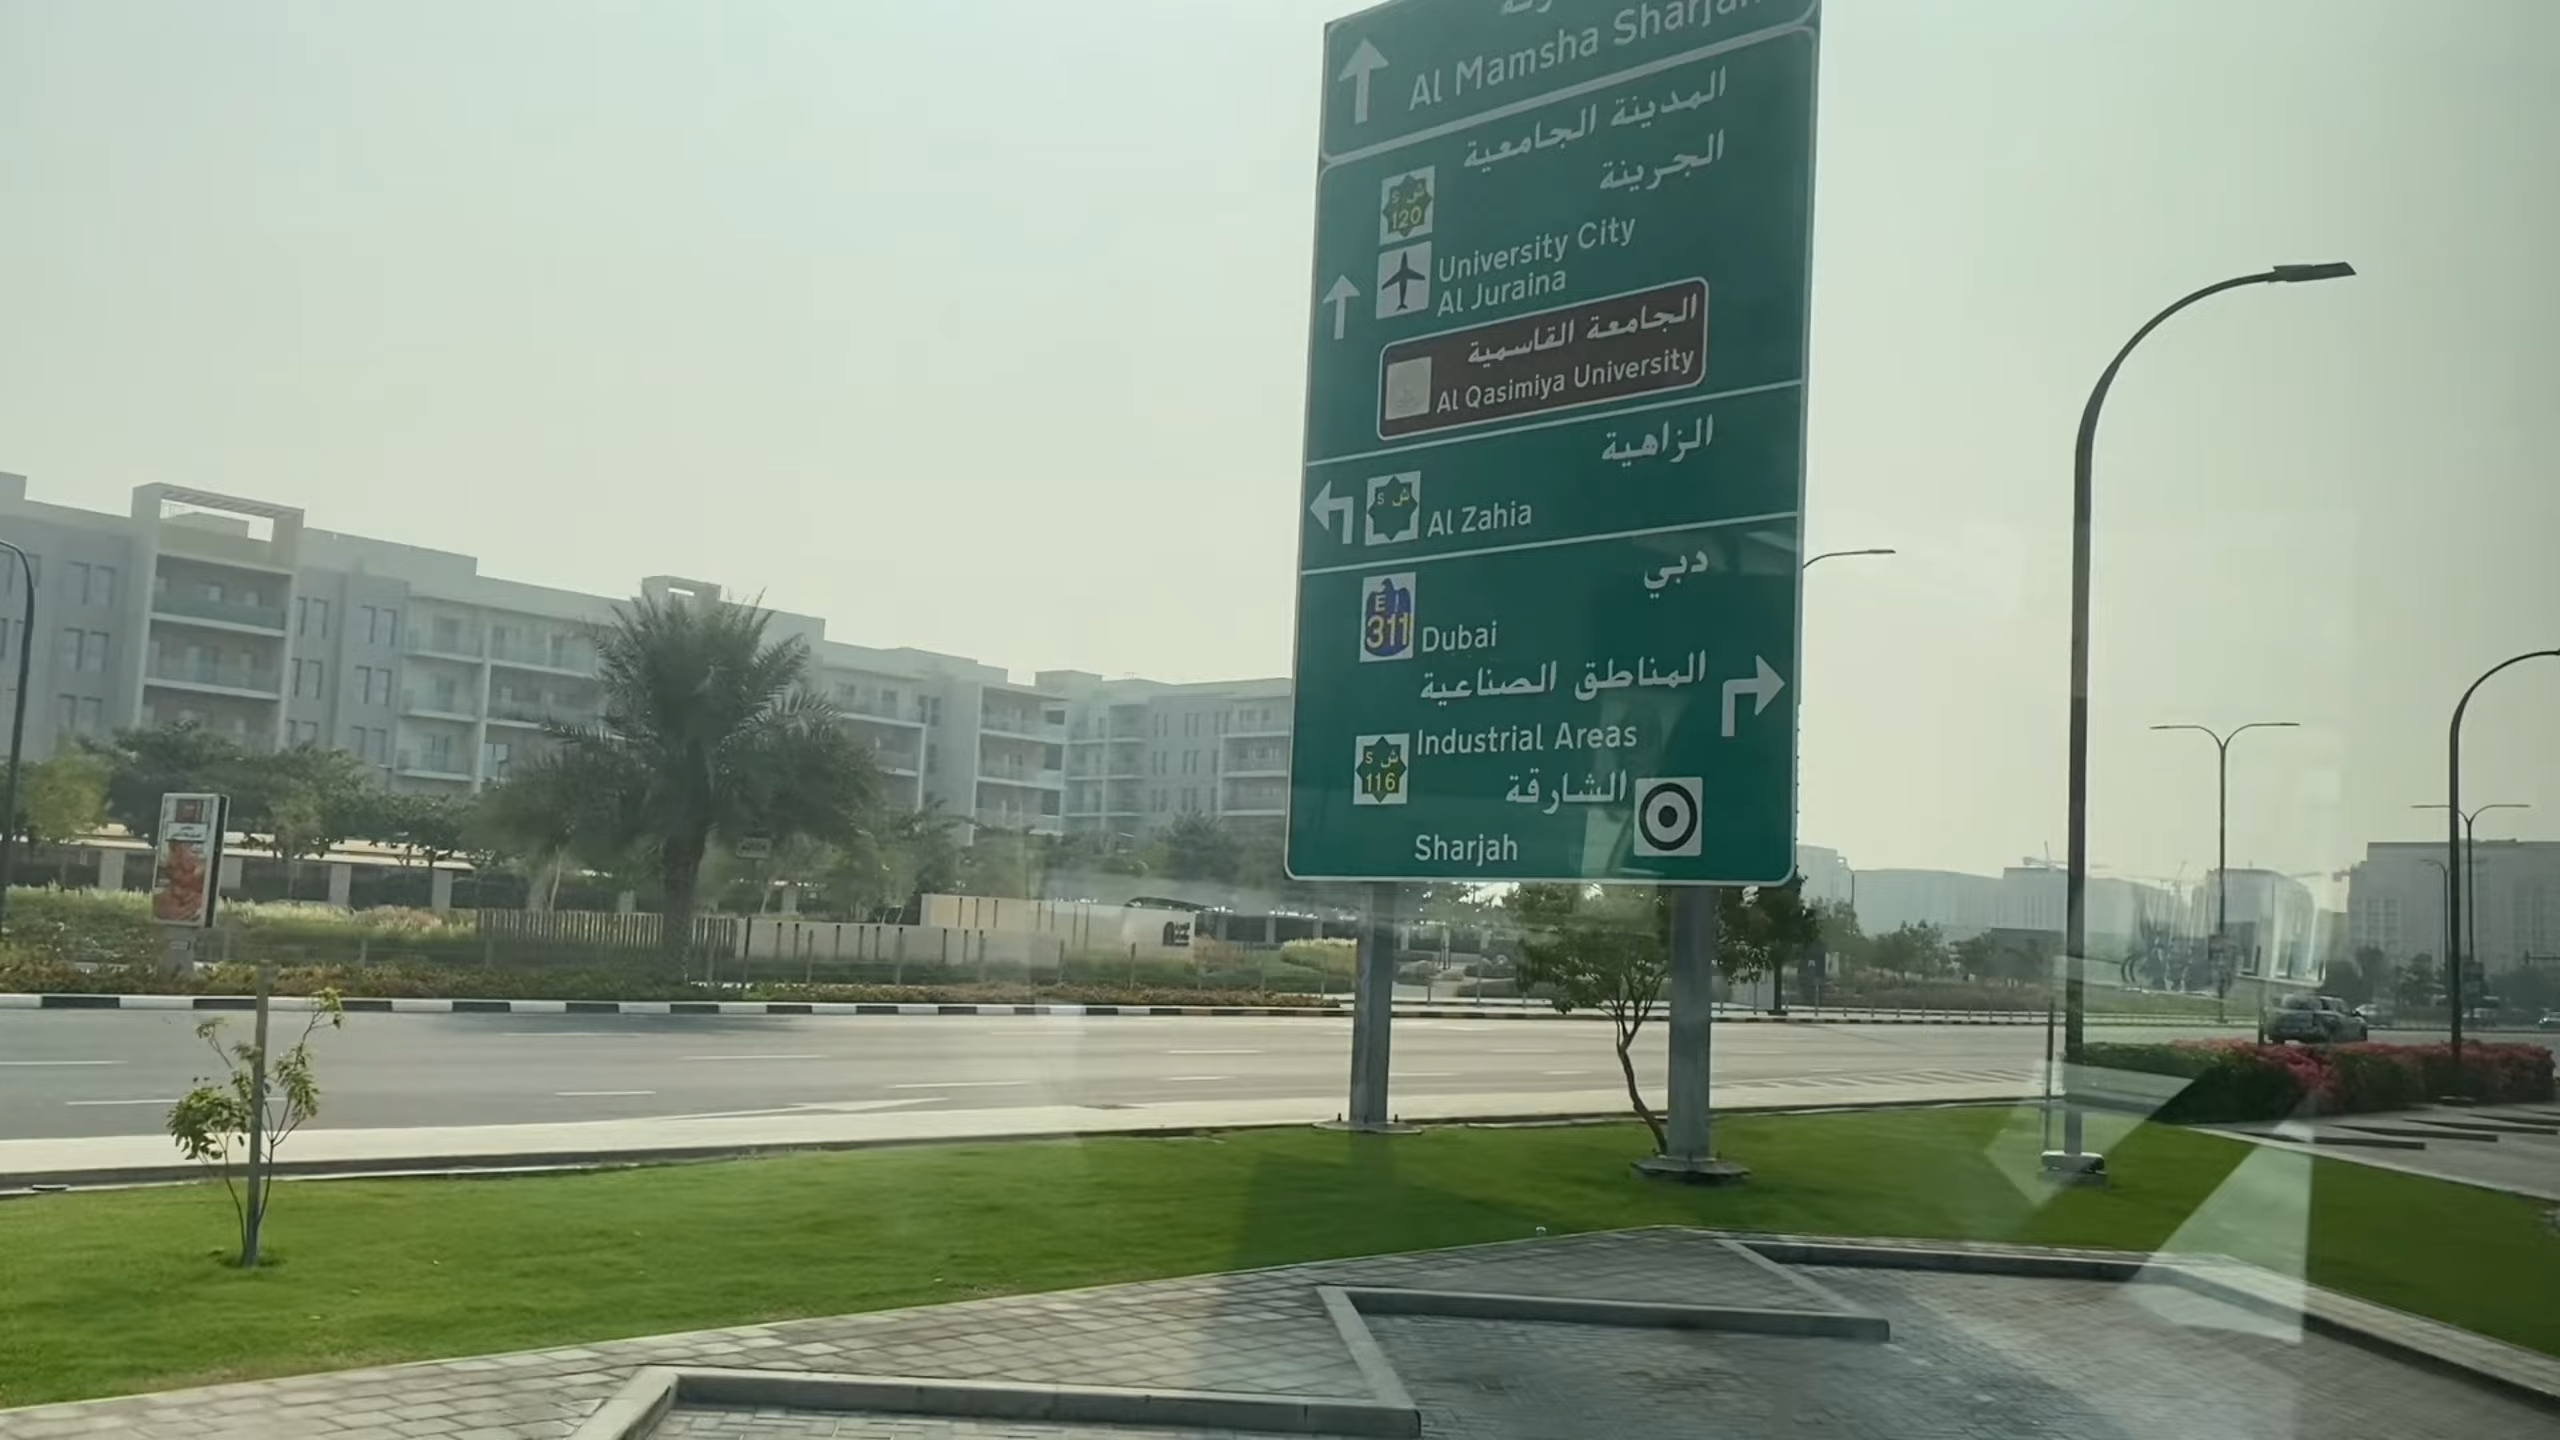 Al Mamsha Sharjah
المدينة الجامعية
الجرينة
S ش
120
University City
Al Juraina
الجامعة القاسمية
Al Qasimiya University
الزاهية
S ش
Al Zahia
دبي
E إ
311
Dubai
المناطق الصناعية
Industrial Areas
S ش
116
الشارقة
Sharjah